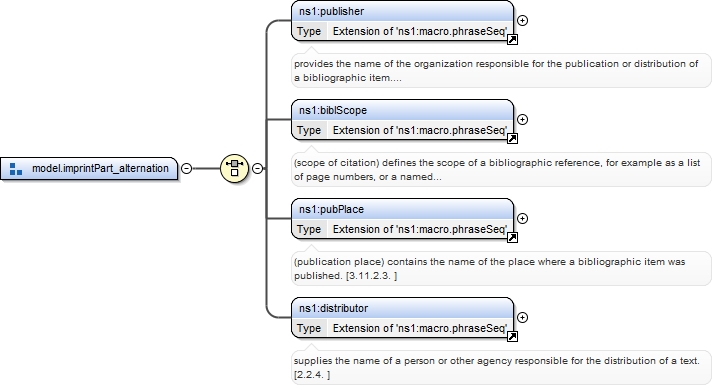 ns1:publisher
Type Extension of 'ns1:macro.phraseSeq'
provides the name of the organization responsible for the publication or distribution of
a bibliographic item....
ns1:biblScope
Type Extension of 'ns1:macro.phraseSeq'
(scope of citation) defines the scope of a bibliographic reference, for example as a list
of page numbers, or a named...
model.imprintPart_alternation
ns1:pubPlace
Type Extension of 'ns1:macro.phraseSeq'
(publication place) contains the name of the place where a bibliographic item was
published. [3.11.2.3. ]
ns1:distributor
Type Extension of 'ns1:macro.phraseSeq'
supplies the name of a person or other agency responsible for the distribution of a text.
[2.2.4. ]